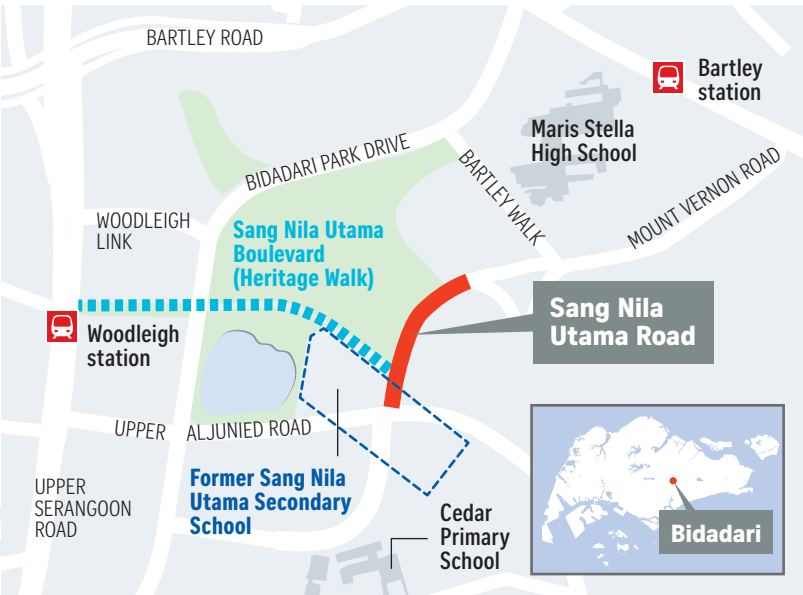 BARTLEY ROAD
Bartley
station
Maris Stella
High School
BIDADARI PARK DRIVE
BARTLEY WALK
MOUNT VERNON ROAD
WOODLEIGH
LINK
Sang Nila Utama
Boulevard
(Heritage Walk)
Sang Nila
Utama Road
Woodleigh
station
UPPER ALJUNIED ROAD
Former Sang Nila
Utama Secondary
School
UPPER
SERANGOON
ROAD
Cedar
Primary
School
Bidadari